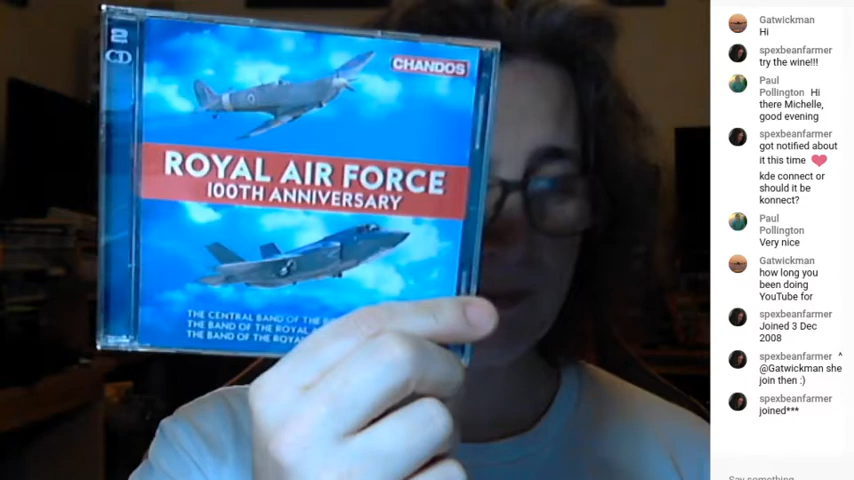 2
CD
CHANDOS
ROYAL AIR FORCE
100TH ANNIVERSARY
THE CENTRAL BAND OF THE
THE BAND OF THE ROYAL
THE BAND OF THE ROYAL
Gatwickman
Hi
spexbeanfarmer
try the wine!!!
Paul
Pollington Hi
there Michelle,
good evening
spexbeanfarmer
got notified about
it this time ❤
kde connect or
should it be
konnect?
Paul
Pollington
Very nice
Gatwickman
how long you
been doing
YouTube for
spexbeanfarmer
Joined 3 Dec
2008
spexbeanfarmer ^
@Gatwickman she
join then :)
spexbeanfarmer
joined***
Say something